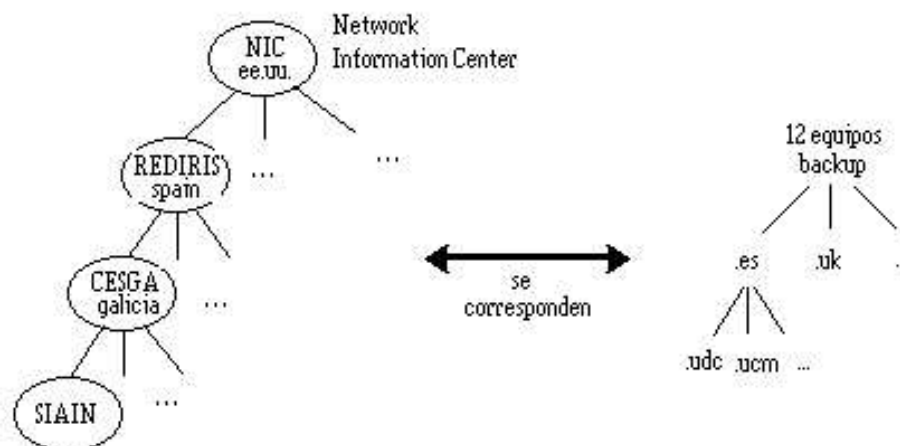 NIC
ee.uu.
Network
Information Center
REDIRIS
spain
...
...
CESGA
galicia
...
SIAIN
...
se
corresponden
12 equipos
backup
.es
.uk
.
.udc
.ucm
...